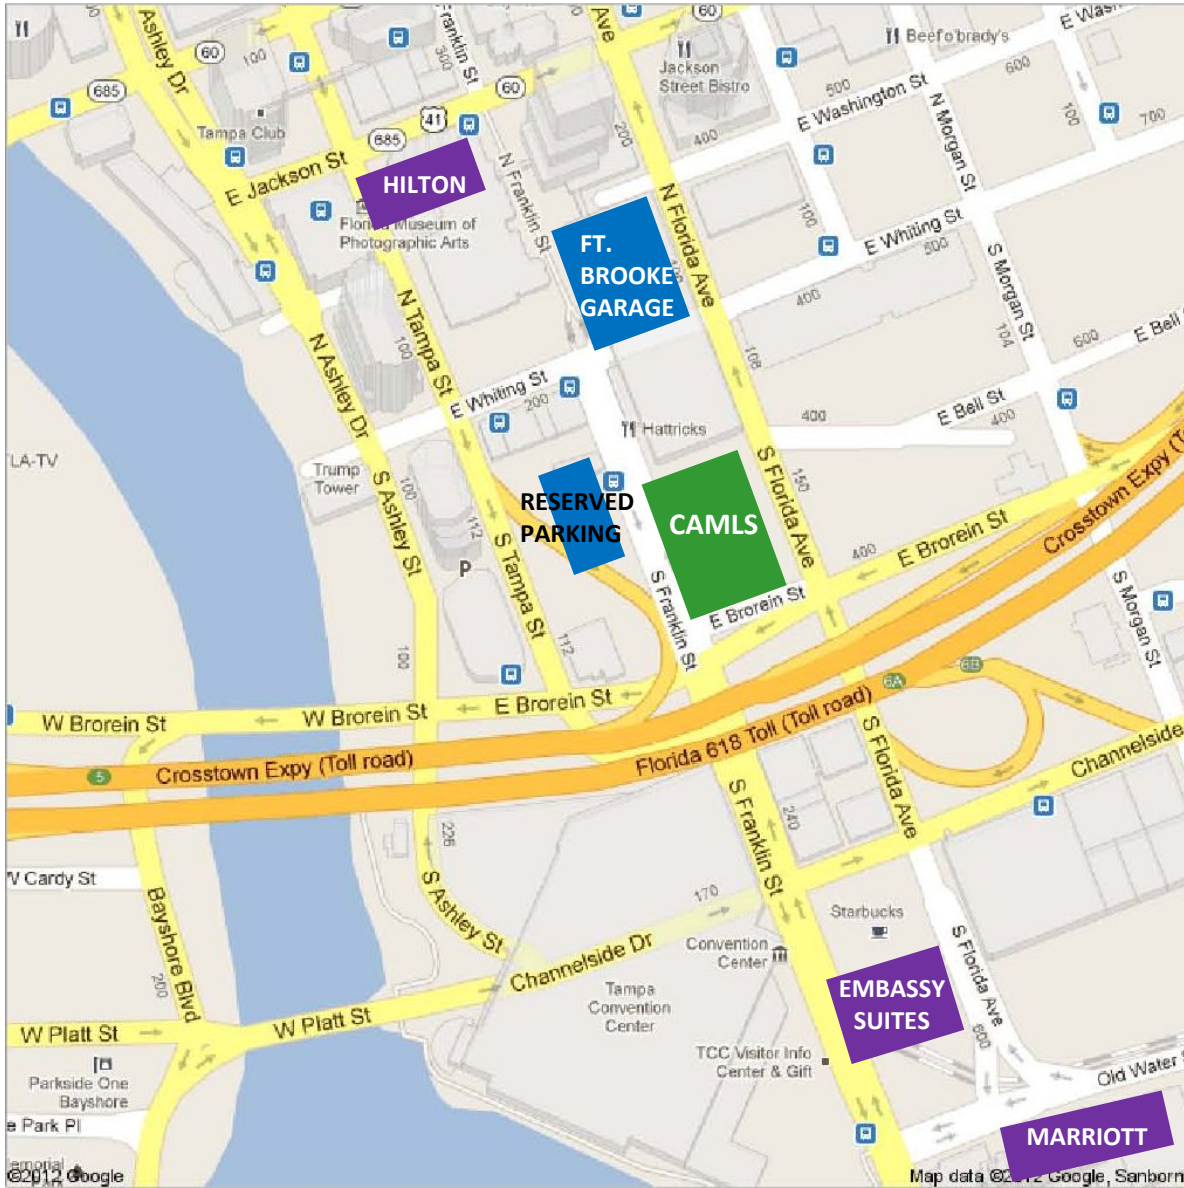 Ashley Dr
60
100
685
Tampa Club
E Jackson St
685
41
60
300
Franklin St
Ave
60
Jackson
Street Bistro
Beef o'brady's
E Wash
600
500
E Washington St
400
200
N Morgan St
100
700
HILTON
Florida Museum of
Photographic Arts
N Franklin St
FT.
BROOKE
GARAGE
100
N Florida Ave
100
E Whiting St
500
400
S Morgan St
104
E Bell S
600
N Ashley Dr
N Tampa St
100
E Whiting St
200
108
Hattricks
400
E Bell St
400
LA-TV
Trump
Tower
S Ashley St
100
112
P
RESERVED
PARKING
CAMLS
S Florida Ave
150
Crosstown Expy (T
E Brorein St
400
S Tampa St
112
S Franklin St
E Brorein St
S Morgan St
100
6B
6A
W Brorein St
W Brorein St
E Brorein St
5
Crosstown Expy (Toll road)
Florida 618 Toll (Toll road)
S Florida Ave
Channelside
S Franklin St
240
226
W Cardy St
Bayshore Blvd
200
S Ashley St
170
Channelside Dr
Starbucks
Convention
Center
S Florida Ave
600
Tampa
Convention
Center
EMBASSY
SUITES
W Platt St
W Platt St
TCC Visitor Info
Center & Gift
Old Water S
Parkside One
Bayshore
e Park Pl
MARRIOTT
emorial
©2012 Google
Map data ©2012 Google, Sanborn